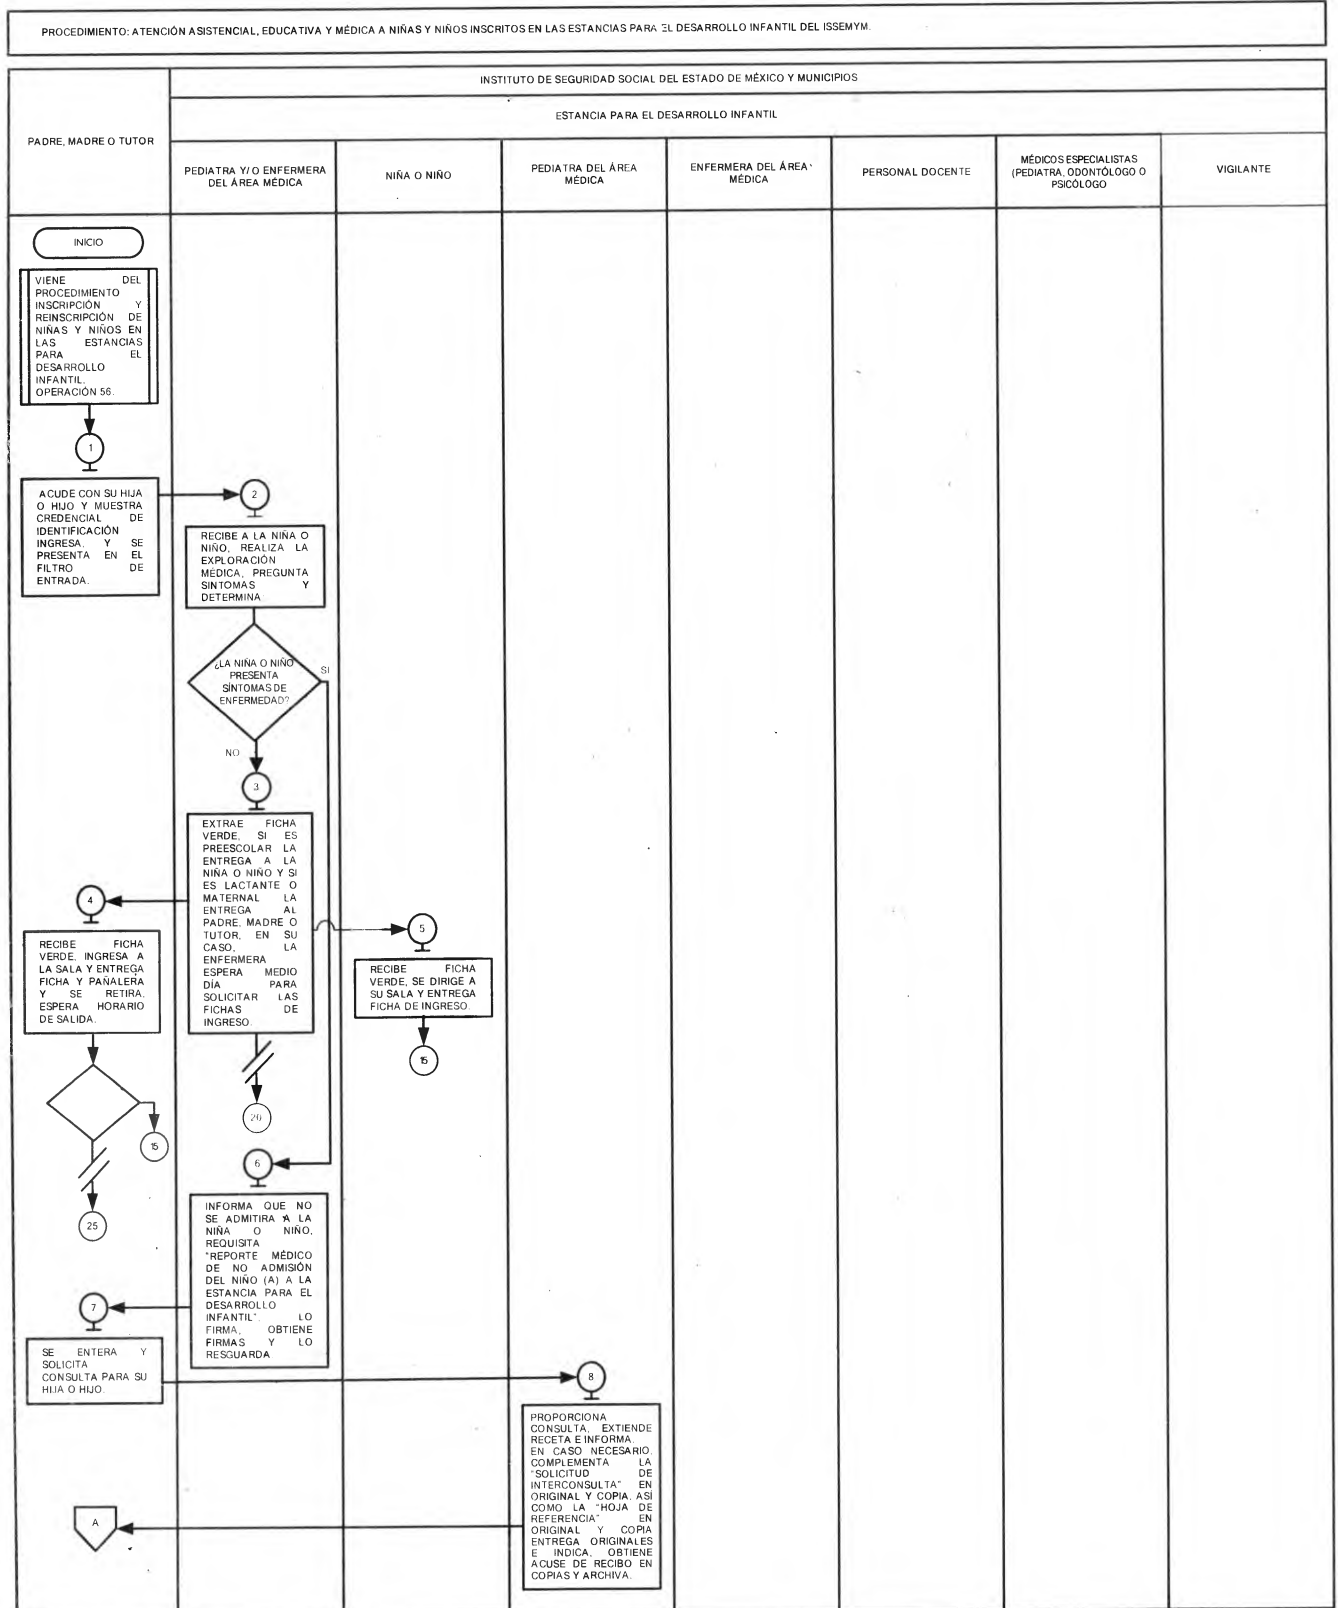 PROCEDIMIENTO: ATENCIÓN ASISTENCIAL, EDUCATIVA Y MÉDICA A NIÑAS Y NIÑOS INSCRITOS EN LAS ESTANCIAS PARA EL DESARROLLO INFANTIL DEL ISSEMYM.
INSTITUTO DE SEGURIDAD SOCIAL DEL ESTADO DE MÉXICO Y MUNICIPIOS
ESTANCIA PARA EL DESARROLLO INFANTIL
PADRE, MADRE O TUTOR
PEDIATRA Y/O ENFERMERA
DEL ÁREA MÉDICA
NIÑA O NIÑO
PEDIATRA DEL ÁREA
MÉDICA
ENFERMERA DEL ÁREA
MÉDICA
PERSONAL DOCENTE
MÉDICOS ESPECIALISTAS
(PEDIATRA, ODONTÓLOGO O
PSICÓLOGO
VIGILANTE
INICIO
VIENE DEL
PROCEDIMIENTO
INSCRIPCIÓN Y
REINSCRIPCIÓN DE
NIÑAS Y NIÑOS EN
LAS ESTANCIAS
PARA EL
DESARROLLO
INFANTIL.
OPERACIÓN 56.
1
ACUDE CON SU HIJA
O HIJO Y MUESTRA
CREDENCIAL DE
IDENTIFICACIÓN
INGRESA. Y SE
PRESENTA EN EL
FILTRO DE
ENTRADA.
2
RECIBE A LA NIÑA O
NIÑO, REALIZA LA
EXPLORACIÓN
MÉDICA, PREGUNTA
SINTOMAS Y
DETERMINA
¿LA NIÑA O NIÑO
PRESENTA
SÍNTOMAS DE
ENFERMEDAD?
SI
NO
3
EXTRAE FICHA
VERDE, SI ES
PREESCOLAR LA
ENTREGA A LA
NIÑA O NIÑO Y SI
ES LACTANTE O
MATERNAL LA
ENTREGA AL
PADRE, MADRE O
TUTOR, EN SU
CASO, LA
ENFERMERA
ESPERA MEDIO
DÍA PARA
SOLICITAR LAS
FICHAS DE
INGRESO.
20
4
RECIBE FICHA
VERDE, INGRESA A
LA SALA Y ENTREGA
FICHA Y PAÑALERA
Y SE RETIRA.
ESPERA HORARIO
DE SALIDA.
15
25
5
RECIBE FICHA
VERDE, SE DIRIGE A
SU SALA Y ENTREGA
FICHA DE INGRESO.
15
6
INFORMA QUE NO
SE ADMITIRA A LA
NIÑA O NIÑO,
REQUISITA
"REPORTE MÉDICO
DE NO ADMISIÓN
DEL NIÑO (A) A LA
ESTANCIA PARA EL
DESARROLLO
INFANTIL". LO
FIRMA, OBTIENE
FIRMAS Y LO
RESGUARDA
7
SE ENTERA Y
SOLICITA
CONSULTA PARA SU
HIJA O HIJO.
8
PROPORCIONA
CONSULTA, EXTIENDE
RECETA E INFORMA.
EN CASO NECESARIO.
COMPLEMENTA LA
"SOLICITUD DE
INTERCONSULTA" EN
ORIGINAL Y COPIA. ASÍ
COMO LA "HOJA DE
REFERENCIA" EN
ORIGINAL Y COPIA
ENTREGA ORIGINALES
E INDICA, OBTIENE
ACUSE DE RECIBO EN
COPIAS Y ARCHIVA.
A